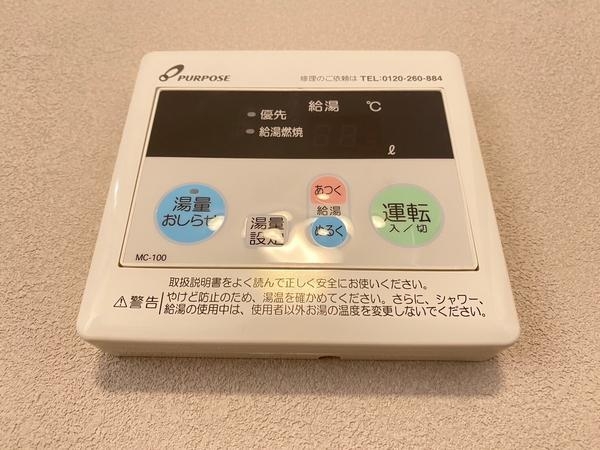 PURPOSE
修理のご依頼は TEL:0120-260-884
給湯 ℃
優先
給湯燃焼
ℓ
湯量
おしらせ
湯量
設定
あつく
給湯
ぬるく
運転
入/切
MC-100
取扱説明書をよく読んで正しく安全にお使いください。
⚠警告 やけど防止のため、湯温を確かめてください。さらに、シャワー、
給湯の使用中は、使用者以外お湯の温度を変更しないでください。